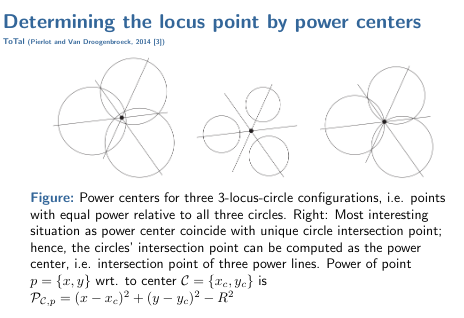 Determining the locus point by power centers
ToTal (Pierlot and Van Droogenbroeck, 2014 [3])
Figure: Power centers for three 3-locus-circle configurations, i.e. points
with equal power relative to all three circles. Right: Most interesting
situation as power center coincide with unique circle intersection point;
hence, the circles' intersection point can be computed as the power
center, i.e. intersection point of three power lines. Power of point
p = {x, y} wrt. to center C = {x_c, y_c} is
P_{C,p} = (x − x_c)² + (y − y_c)² − R²